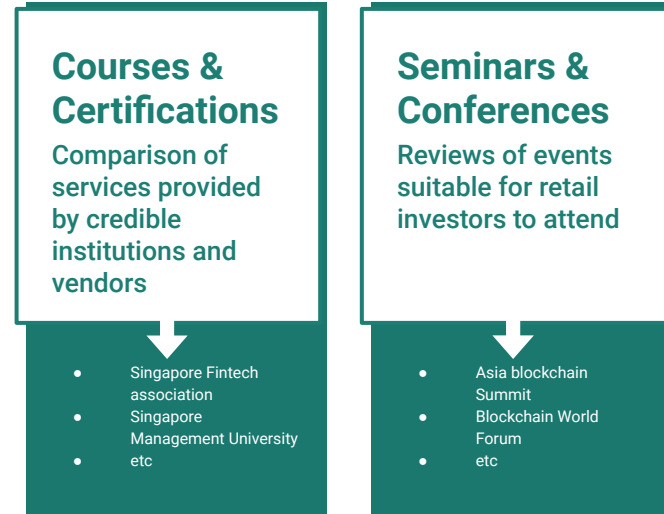 Courses &
Certifications
Comparison of
services provided
by credible
institutions and
vendors
● Singapore Fintech
association
● Singapore
Management University
● etc
Seminars &
Conferences
Reviews of events
suitable for retail
investors to attend
● Asia blockchain
Summit
● Blockchain World
Forum
● etc